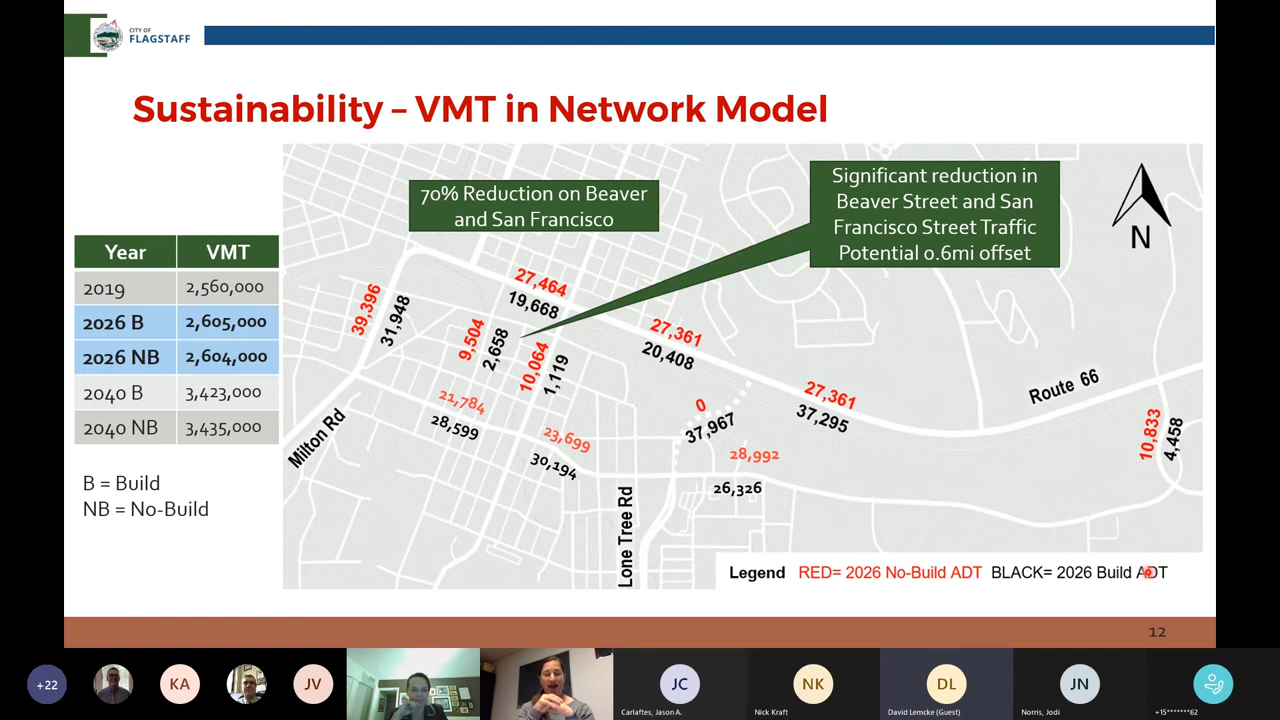 CITY OF
FLAGSTAFF
Sustainability – VMT in Network Model
70% Reduction on Beaver
and San Francisco
Significant reduction in
Beaver Street and San
Francisco Street Traffic
Potential 0.6mi offset
N
Year VMT
2019 2,560,000
2026 B 2,605,000
2026 NB 2,604,000
2040 B 3,423,000
2040 NB 3,435,000
B = Build
NB = No-Build
39,396
31,948
27,464
19,668
9,504
2,658
10,064
1,119
27,361
20,408
27,361
37,295
Route 66
21,784
28,599
23,699
30,194
0
37,967
28,992
26,326
10,833
4,458
Milton Rd
Lone Tree Rd
Legend RED= 2026 No-Build ADT BLACK= 2026 Build ADT
12
+22
KA
JV
JC
Carlaftes, Jason A.
NK
Nick Kraft
DL
David Lemcke (Guest)
JN
Norris, Jodi
+15*******62